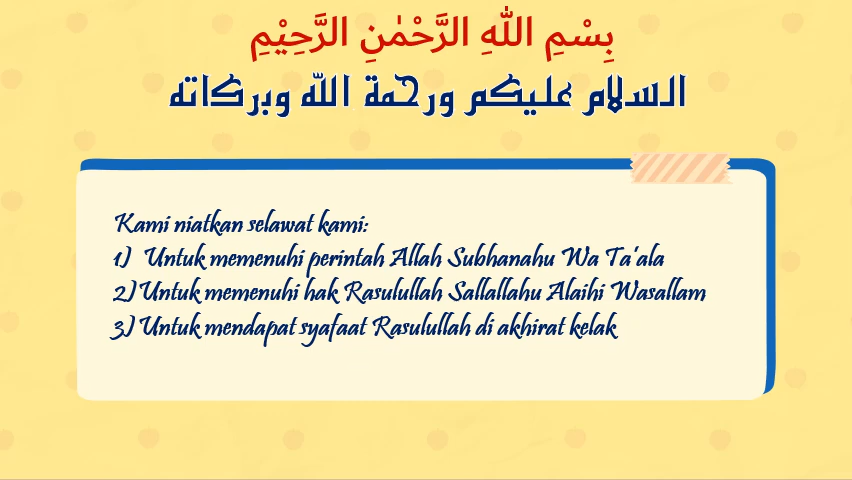 بِسْمِ اللّٰهِ الرَّحْمٰنِ الرَّحِيْمِ
السلام عليكم ورحمة الله وبركاته
Kami niatkan selawat kami:
1) Untuk memenuhi perintah Allah Subhanahu Wa Ta'ala
2) Untuk memenuhi hak Rasulullah Sallallahu Alaihi Wasallam
3) Untuk mendapat syafaat Rasulullah di akhirat kelak